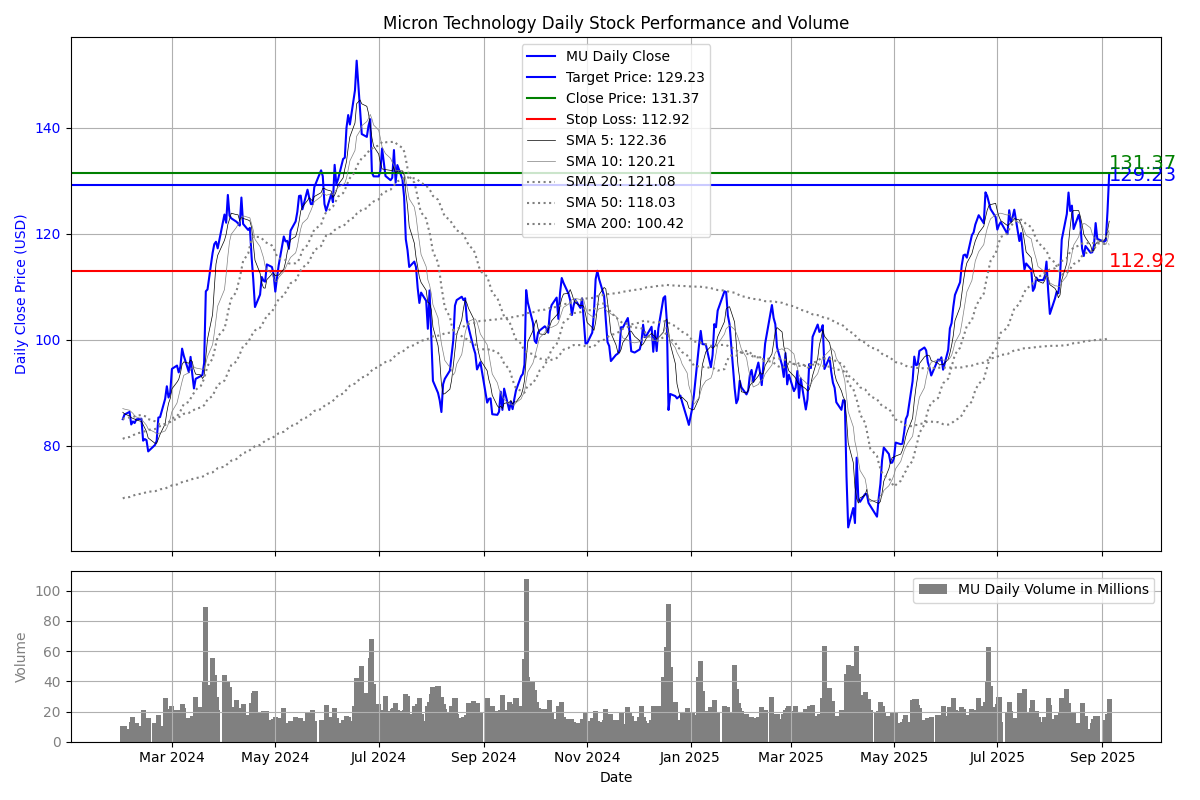 Micron Technology Daily Stock Performance and Volume
MU Daily Close
Target Price: 129.23
Close Price: 131.37
Stop Loss: 112.92
SMA 5: 122.36
SMA 10: 120.21
SMA 20: 121.08
SMA 50: 118.03
SMA 200: 100.42
131.37
129.23
112.92
Daily Close Price (USD)
140
120
100
80
MU Daily Volume in Millions
Volume
100
80
60
40
20
0
Mar 2024 May 2024 Jul 2024 Sep 2024 Nov 2024 Jan 2025 Mar 2025 May 2025 Jul 2025 Sep 2025
Date